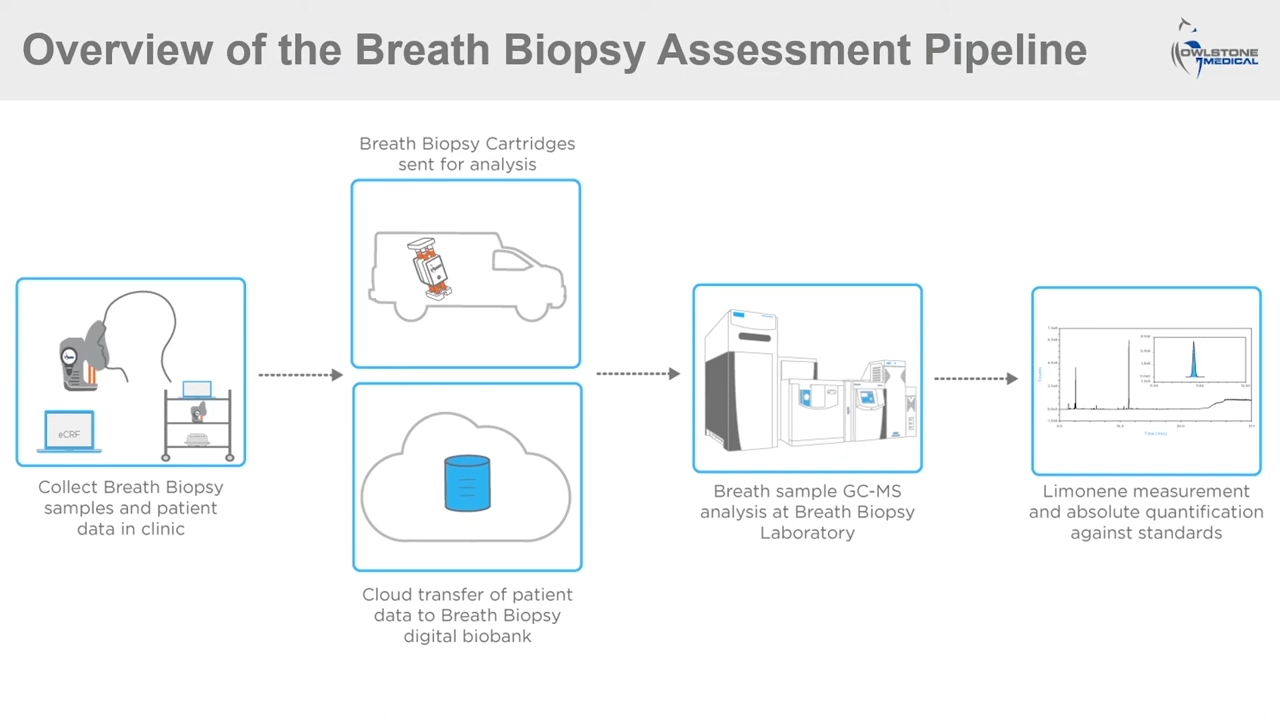 Overview of the Breath Biopsy Assessment Pipeline
OWLSTONE
MEDICAL
Breath Biopsy Cartridges
sent for analysis
eCRF
Collect Breath Biopsy
samples and patient
data in clinic
Cloud transfer of patient
data to Breath Biopsy
digital biobank
Breath sample GC-MS
analysis at Breath Biopsy
Laboratory
Time (min)
Limonene measurement
and absolute quantification
against standards